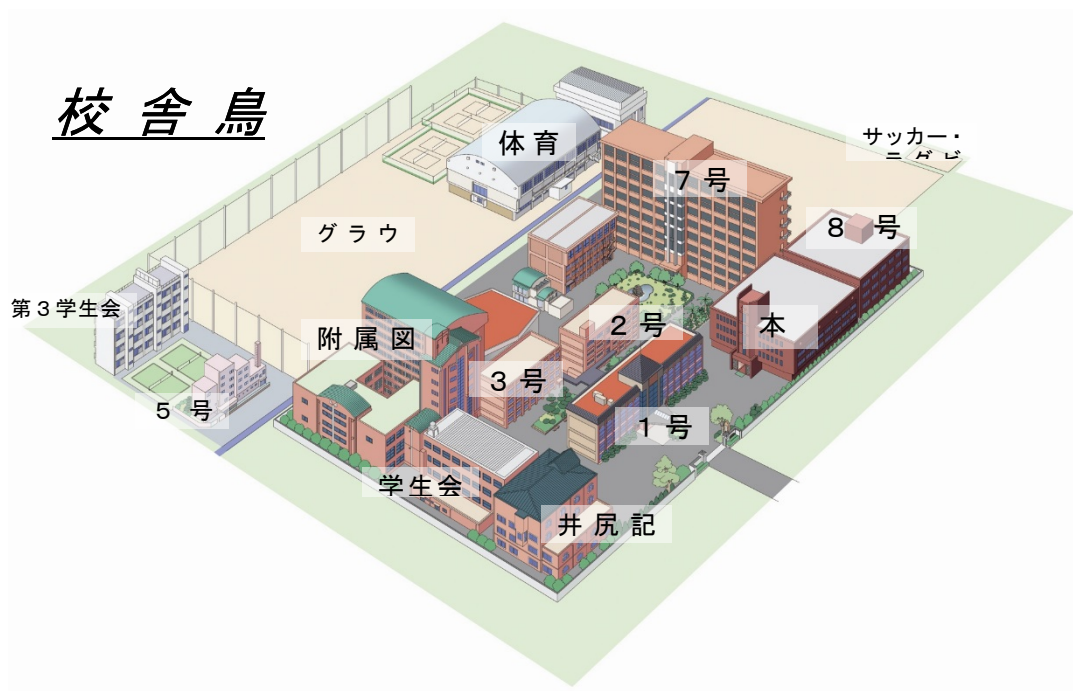 校舎鳥
体育
サッカー・
７号
８号
グラウ
第３学生会
２号
本
附属図
３号
５号
１号
学生会
井尻記